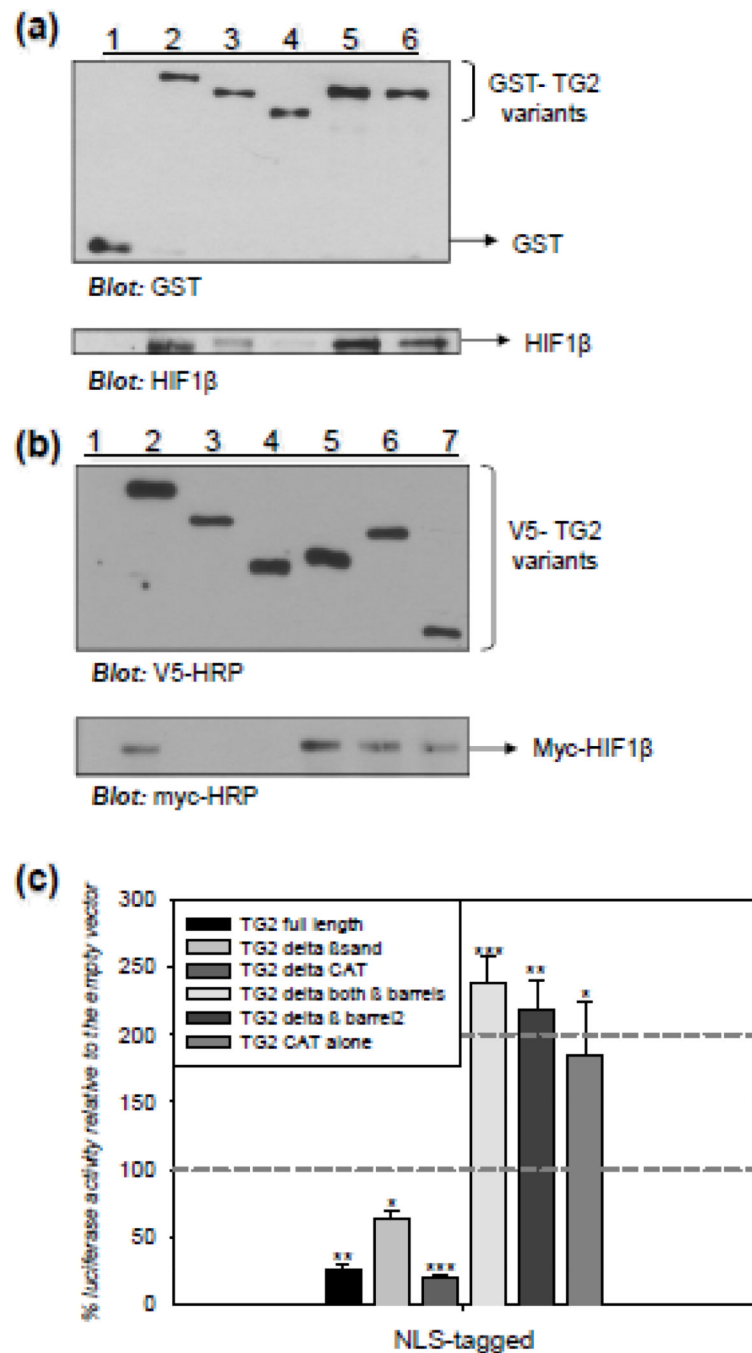 (a)
1 2 3 4 5 6
GST- TG2
variants
GST
Blot: GST
HIF1β
Blot: HIF1β
(b)
1 2 3 4 5 6 7
V5- TG2
variants
Blot: V5-HRP
Myc-HIF1β
Blot: myc-HRP
(c)
% luciferase activity relative to the empty vector
300
250
200
150
100
50
0
TG2 full length
TG2 delta ßsand
TG2 delta CAT
TG2 delta both ß barrels
TG2 delta ß barrel2
TG2 CAT alone
** * *** *** ** *
NLS-tagged